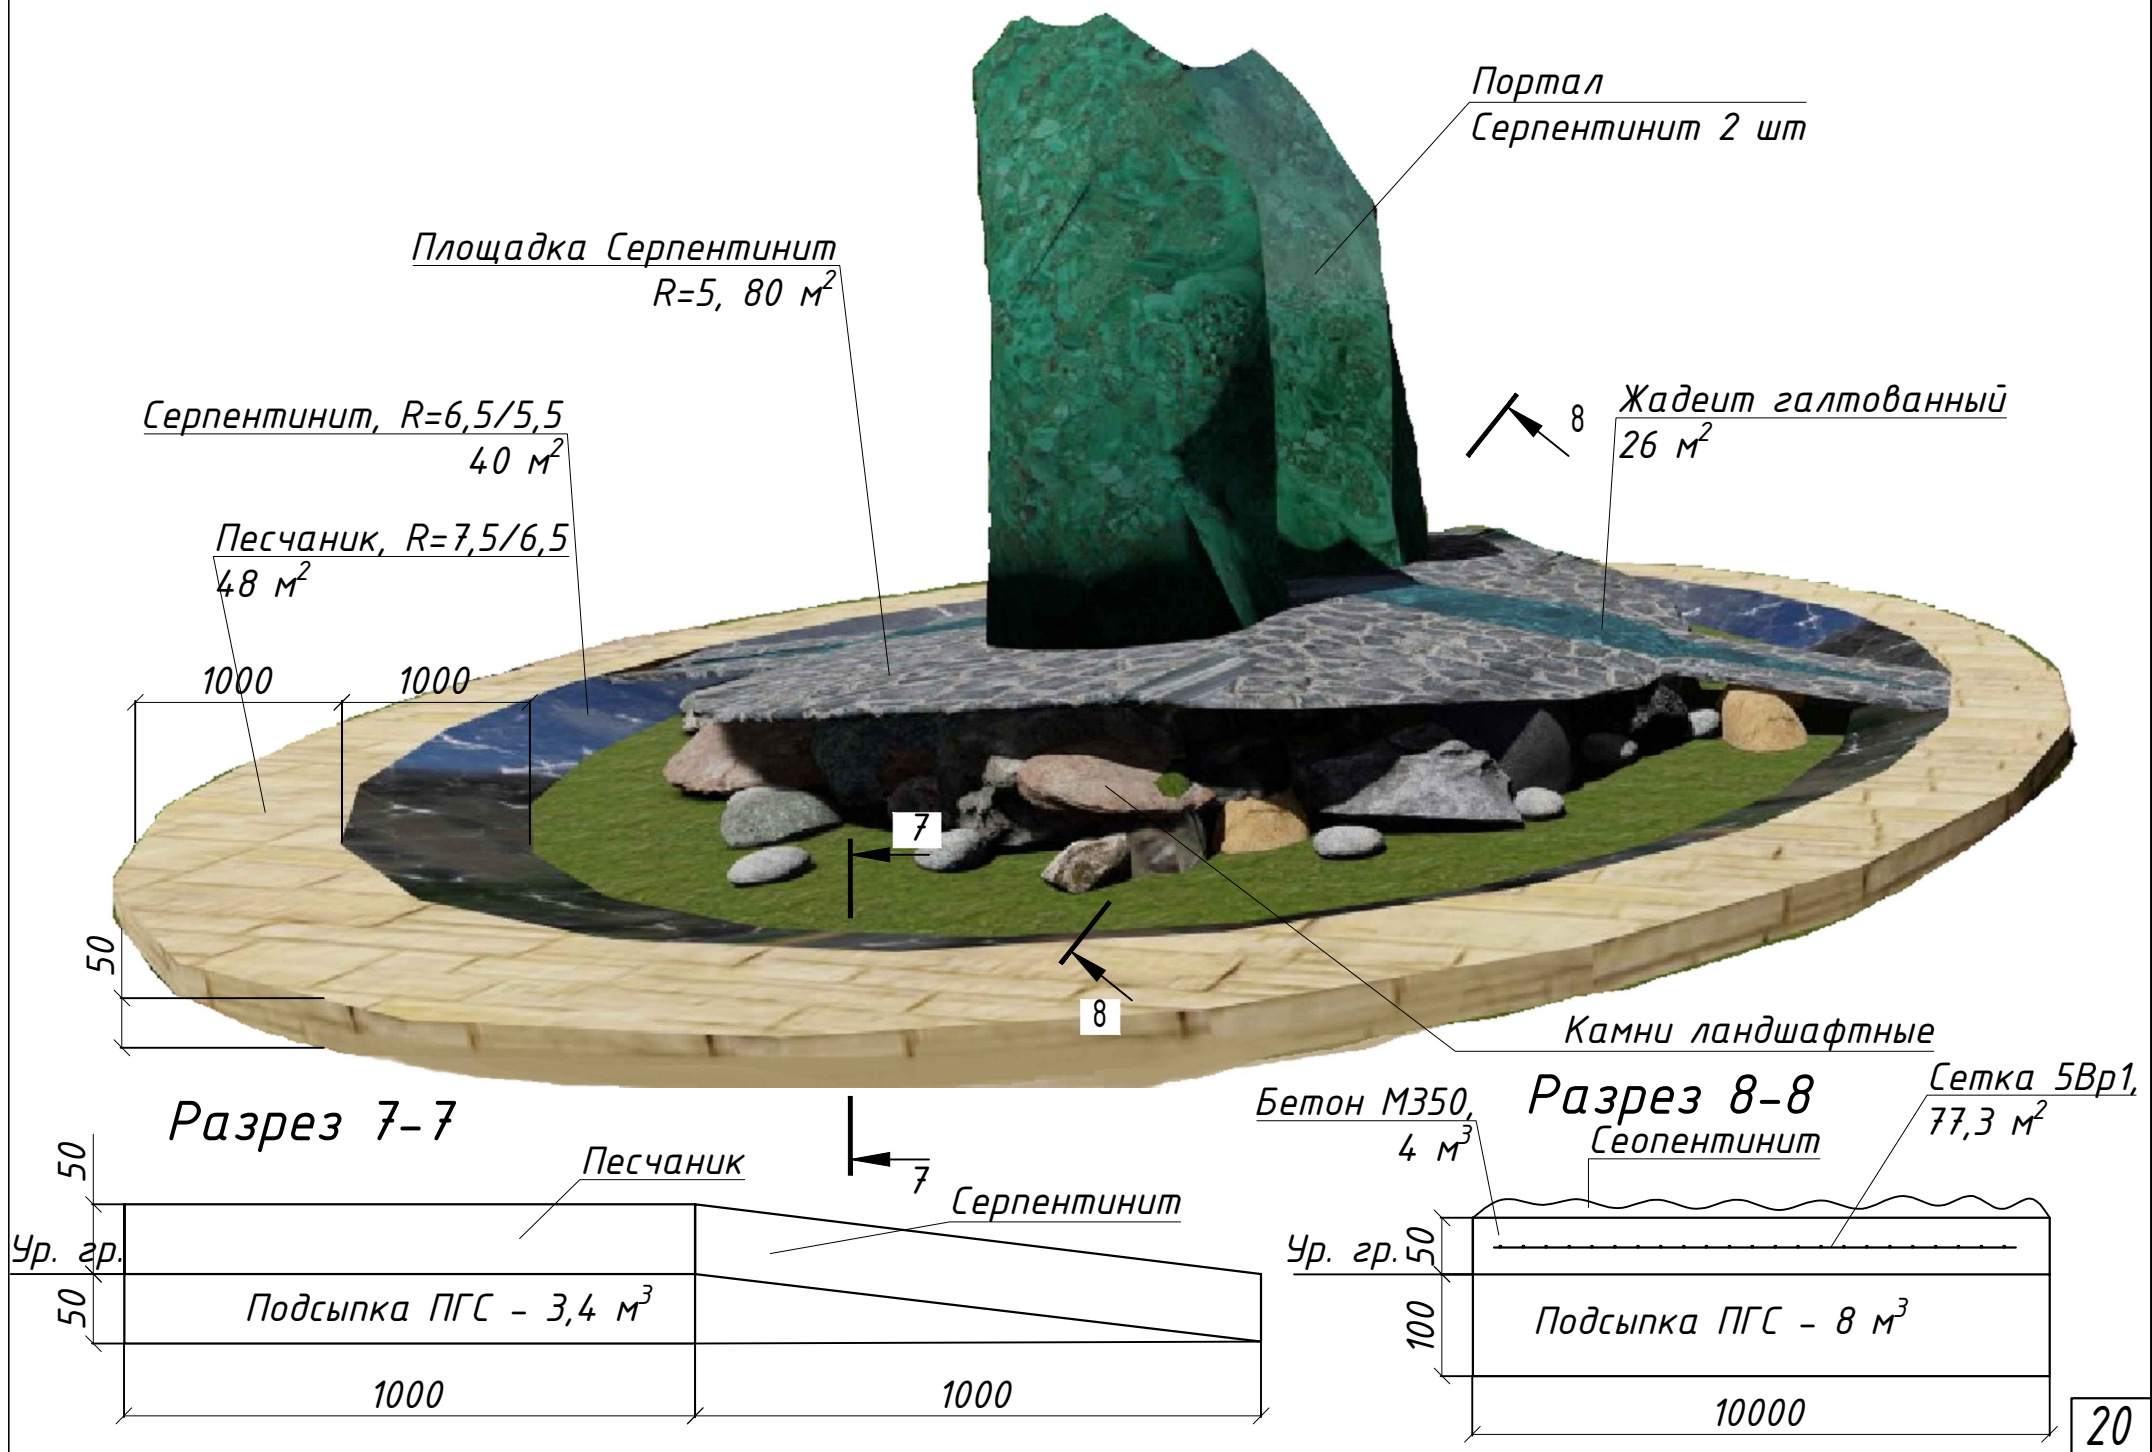 Портал
Серпентинит 2 шт
Площадка Серпентинит
R=5, 80 м²
Серпентинит, R=6,5/5,5
40 м²
Жадеит галтованный
26 м²
8
Песчаник, R=7,5/6,5
48 м²
1000
1000
7
50
8
Камни ландшафтные
Разрез 7-7
50
Песчаник
7
Серпентинит
Ур. гр.
50
Подсыпка ПГС - 3,4 м³
1000
1000
Бетон М350,
4 м³
Разрез 8-8
Сеопентинит
Сетка 5Вр1,
77,3 м²
Ур. гр.
50
100
Подсыпка ПГС - 8 м³
10000
20